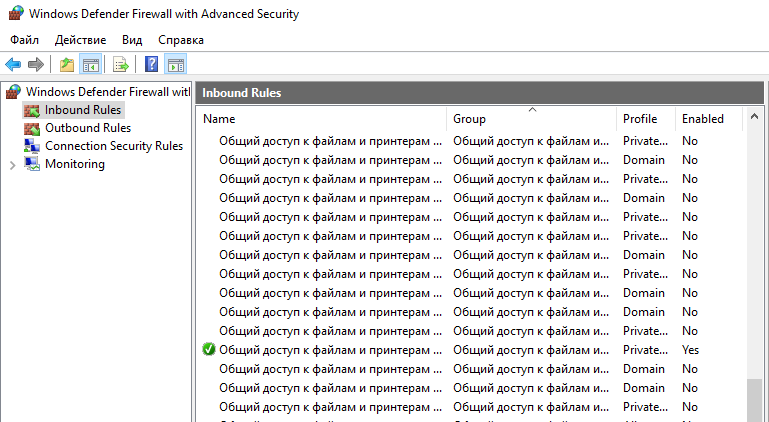 Windows Defender Firewall with Advanced Security
Файл Действие Вид Справка
Windows Defender Firewall witl
Inbound Rules
Outbound Rules
Connection Security Rules
Monitoring
Inbound Rules
Name Group Profile Enabled
Общий доступ к файлам и принтерам ... Общий доступ к файлам и... Private... No
Общий доступ к файлам и принтерам ... Общий доступ к файлам и... Domain No
Общий доступ к файлам и принтерам ... Общий доступ к файлам и... Private... No
Общий доступ к файлам и принтерам ... Общий доступ к файлам и... Domain No
Общий доступ к файлам и принтерам ... Общий доступ к файлам и... Private... No
Общий доступ к файлам и принтерам ... Общий доступ к файлам и... Private... No
Общий доступ к файлам и принтерам ... Общий доступ к файлам и... Domain No
Общий доступ к файлам и принтерам ... Общий доступ к файлам и... Private... No
Общий доступ к файлам и принтерам ... Общий доступ к файлам и... Domain No
Общий доступ к файлам и принтерам ... Общий доступ к файлам и... Domain No
Общий доступ к файлам и принтерам ... Общий доступ к файлам и... Private... No
Общий доступ к файлам и принтерам ... Общий доступ к файлам и... Private... Yes
Общий доступ к файлам и принтерам ... Общий доступ к файлам и... Domain No
Общий доступ к файлам и принтерам ... Общий доступ к файлам и... Domain No
Общий доступ к файлам и принтерам ... Общий доступ к файлам и... Private... No